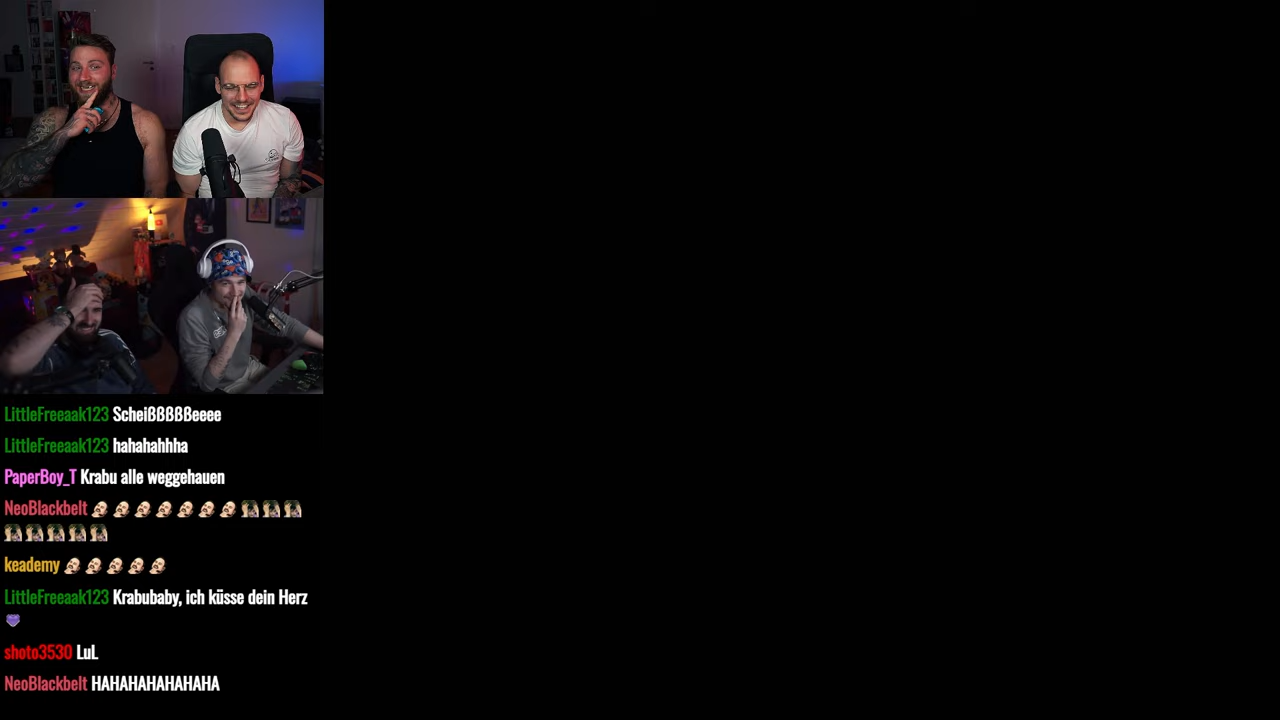 LittleFreeaak123 ScheißßßßBeeee
LittleFreeaak123 hahahahhha
PaperBoy_T Krabu alle weggehauen
NeoBlackbelt
keademy
LittleFreeaak123 Krabubaby, ich küsse dein Herz
shoto3530 LuL
NeoBlackbelt HAHAHAHAHAHAHA